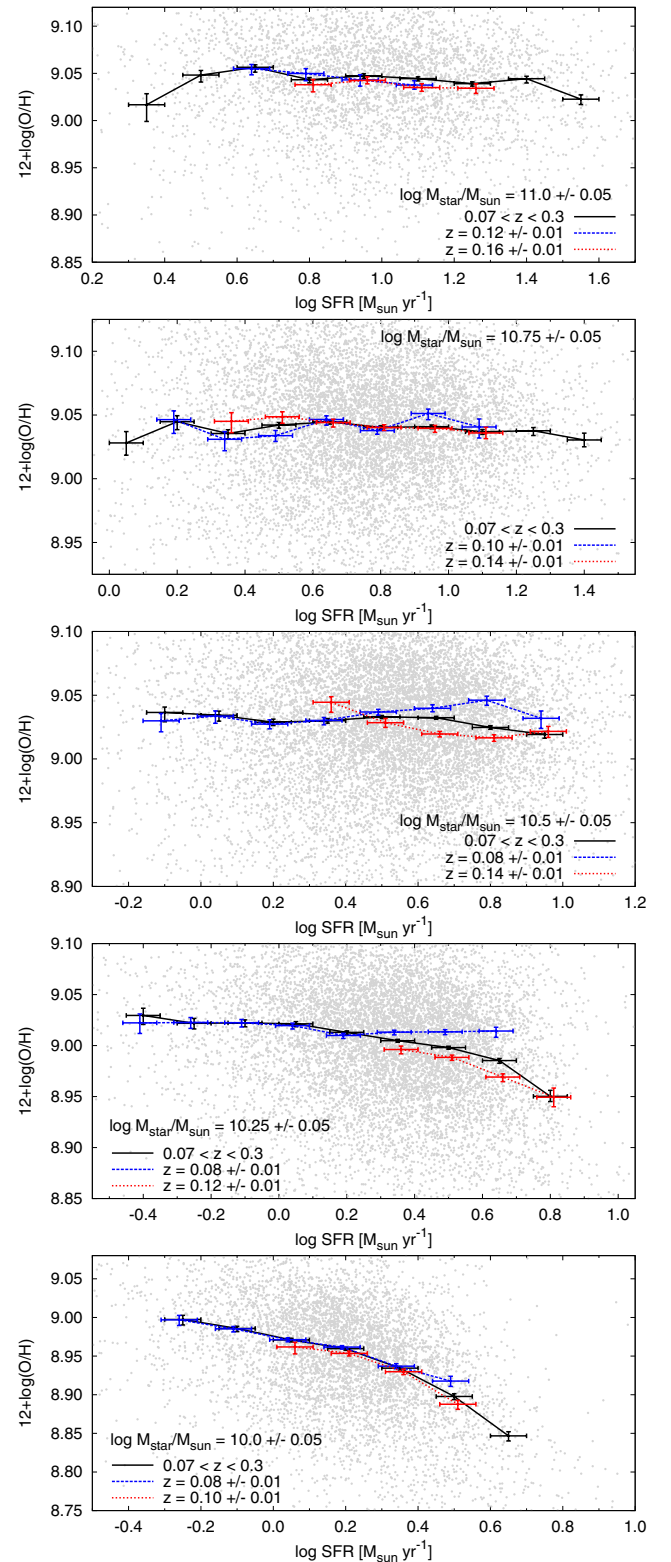 9.10
9.05
9.00
8.95
8.90
8.85
12+log(O/H)
log M_star/M_sun = 11.0 +/- 0.05
0.07 < z < 0.3
z = 0.12 +/- 0.01
z = 0.16 +/- 0.01
0.2 0.4 0.6 0.8 1.0 1.2 1.4 1.6
log SFR [M_sun yr^-1]
9.10
9.05
9.00
8.95
12+log(O/H)
log M_star/M_sun = 10.75 +/- 0.05
0.07 < z < 0.3
z = 0.10 +/- 0.01
z = 0.14 +/- 0.01
0.0 0.2 0.4 0.6 0.8 1.0 1.2 1.4
log SFR [M_sun yr^-1]
9.10
9.05
9.00
8.95
8.90
12+log(O/H)
log M_star/M_sun = 10.5 +/- 0.05
0.07 < z < 0.3
z = 0.08 +/- 0.01
z = 0.14 +/- 0.01
-0.2 0.0 0.2 0.4 0.6 0.8 1.0 1.2
log SFR [M_sun yr^-1]
9.10
9.05
9.00
8.95
8.90
8.85
12+log(O/H)
log M_star/M_sun = 10.25 +/- 0.05
0.07 < z < 0.3
z = 0.08 +/- 0.01
z = 0.12 +/- 0.01
-0.4 -0.2 0.0 0.2 0.4 0.6 0.8 1.0
log SFR [M_sun yr^-1]
9.05
9.00
8.95
8.90
8.85
8.80
8.75
12+log(O/H)
log M_star/M_sun = 10.0 +/- 0.05
0.07 < z < 0.3
z = 0.08 +/- 0.01
z = 0.10 +/- 0.01
-0.4 -0.2 0.0 0.2 0.4 0.6 0.8 1.0
log SFR [M_sun yr^-1]